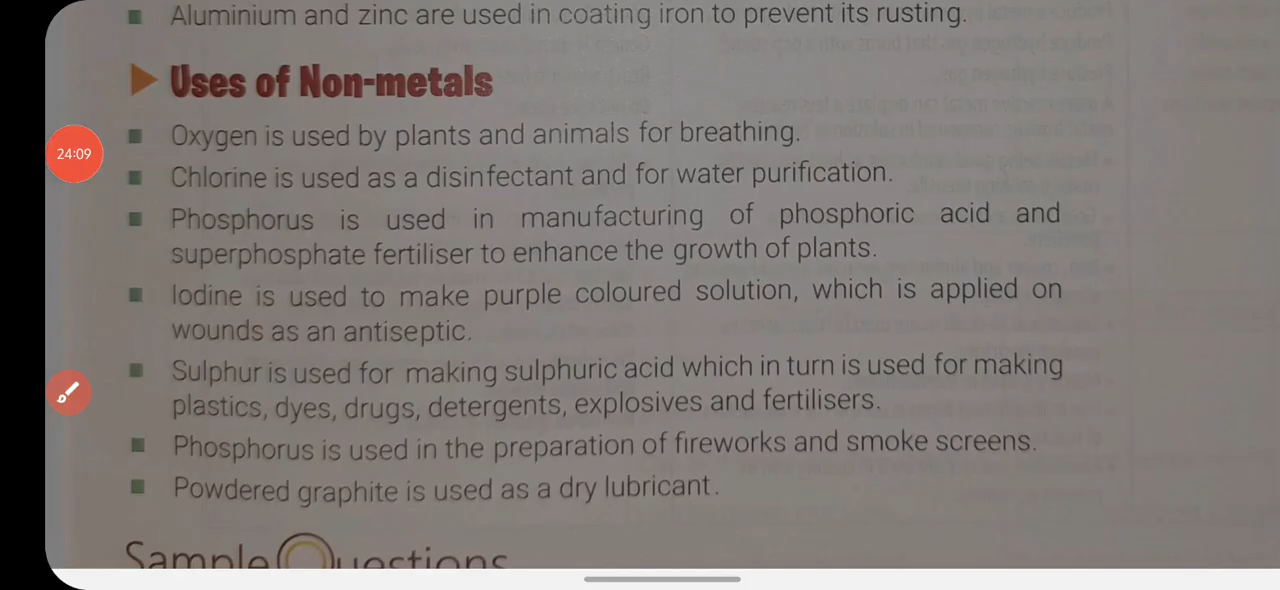 Aluminium and zinc are used in coating iron to prevent its rusting.
Uses of Non-metals
Oxygen is used by plants and animals for breathing.
24:09
Chlorine is used as a disinfectant and for water purification.
Phosphorus is used in manufacturing of phosphoric acid and
superphosphate fertiliser to enhance the growth of plants.
Iodine is used to make purple coloured solution, which is applied on
wounds as an antiseptic.
Sulphur is used for making sulphuric acid which in turn is used for making
plastics, dyes, drugs, detergents, explosives and fertilisers.
Phosphorus is used in the preparation of fireworks and smoke screens.
Powdered graphite is used as a dry lubricant.
Sample Questions